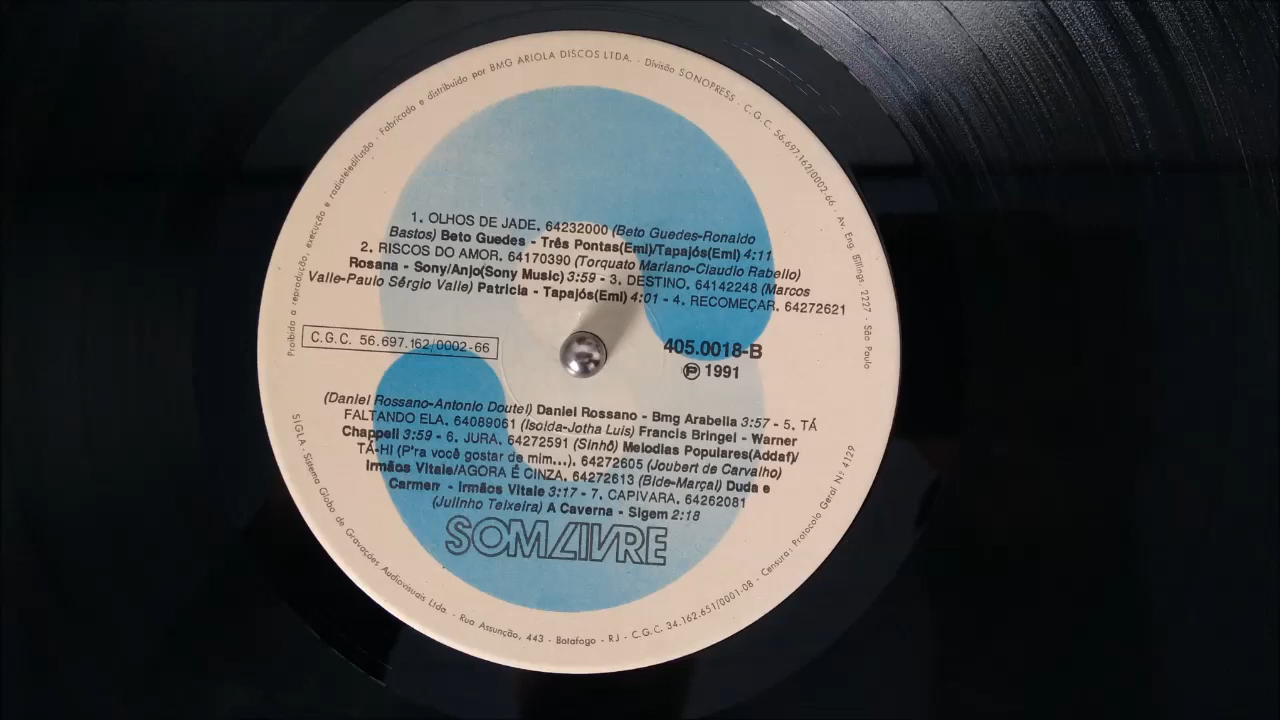 Proibida a reprodução, execução e radioteledifusão · Fabricado e distribuído por BMG ARIOLA DISCOS LTDA. - Divisão SONOPRESS · C.G.C. 56.697.162/0002-66 · Av. Eng. Billings, 2227 - São Paulo
1. OLHOS DE JADE. 64232000 (Beto Guedes-Ronaldo
Bastos) Beto Guedes - Três Pontas(Emi)/Tapajós(Emi) 4:11
2. RISCOS DO AMOR. 64170390 (Torquato Mariano-Claudio Rabello)
Rosana - Sony/Anjo(Sony Music) 3:59 - 3. DESTINO. 64142248 (Marcos
Valle-Paulo Sérgio Valle) Patricia - Tapajós(Emi) 4:01 - 4. RECOMEÇAR. 64272621
C.G.C. 56.697.162/0002-66
405.0018-B
℗ 1991
(Daniel Rossano-Antonio Doutel) Daniel Rossano - Bmg Arabella 3:57 - 5. TÁ
FALTANDO ELA. 64089061 (Isolda-Jotha Luis) Francis Bringel - Warner
Chappell 3:59 - 6. JURA. 64272591 (Sinhô) Melodias Populares(Addaf)/
TÁ-HI (P'ra você gostar de mim...). 64272605 (Joubert de Carvalho)
Irmãos Vitale/AGORA É CINZA. 64272613 (Bide-Marçal) Duda e
Carmem - Irmãos Vitale 3:17 - 7. CAPIVARA. 64262081
(Julinho Teixeira) A Caverna - Sigem 2:18
SOM LIVRE
SIGLA - Sistema Globo de Gravações Audiovisuais Ltda. - Rua Assunção, 443 - Botafogo - RJ - C.G.C. 34.162.651/0001-08 - Censura: Protocolo Geral Nº 4129